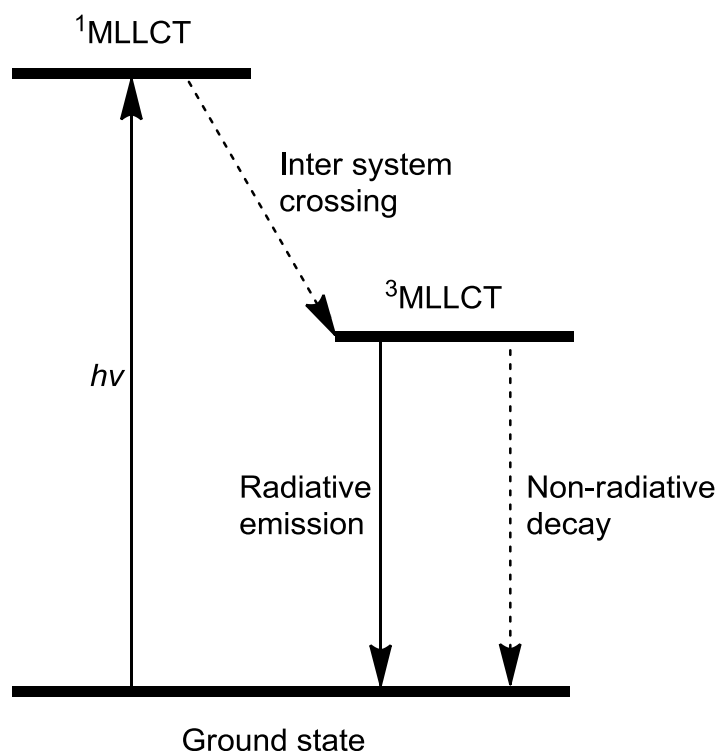 ¹MLLCT
Inter system
crossing
³MLLCT
hv
Radiative
emission
Non-radiative
decay
Ground state